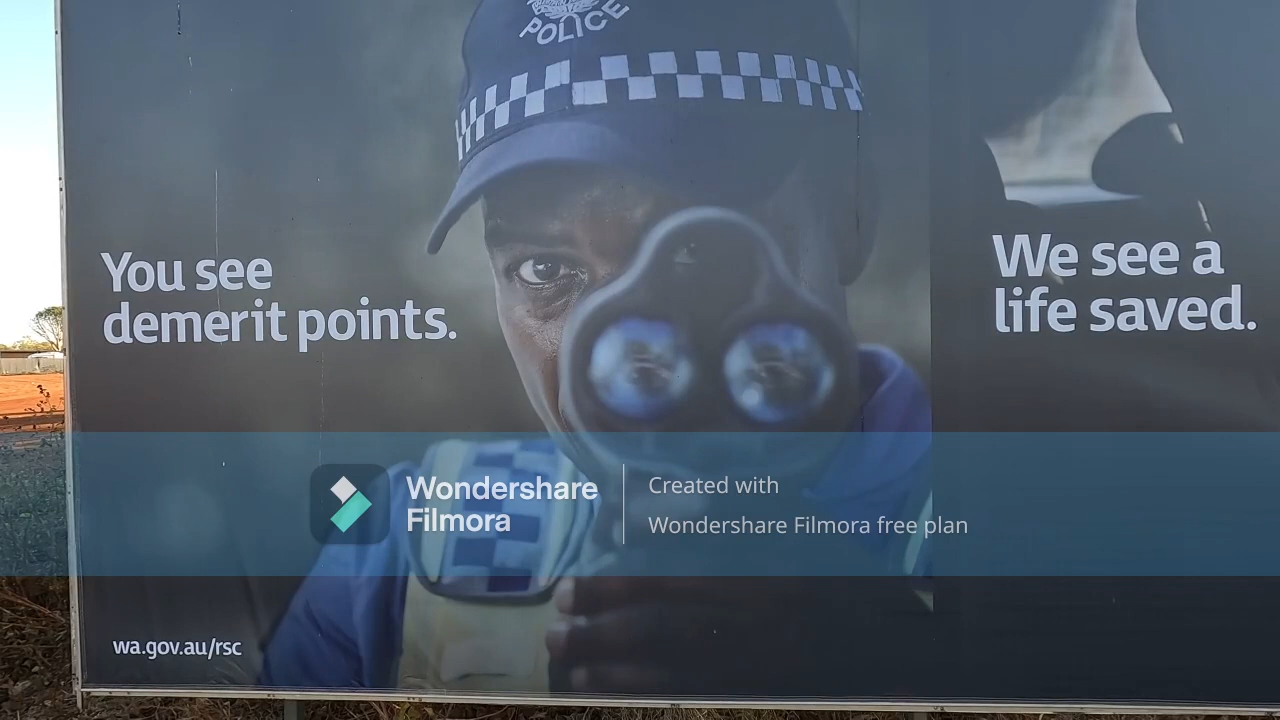 POLICE
You see
demerit points.
We see a
life saved.
Wondershare
Filmora
Created with
Wondershare Filmora free plan
wa.gov.au/rsc